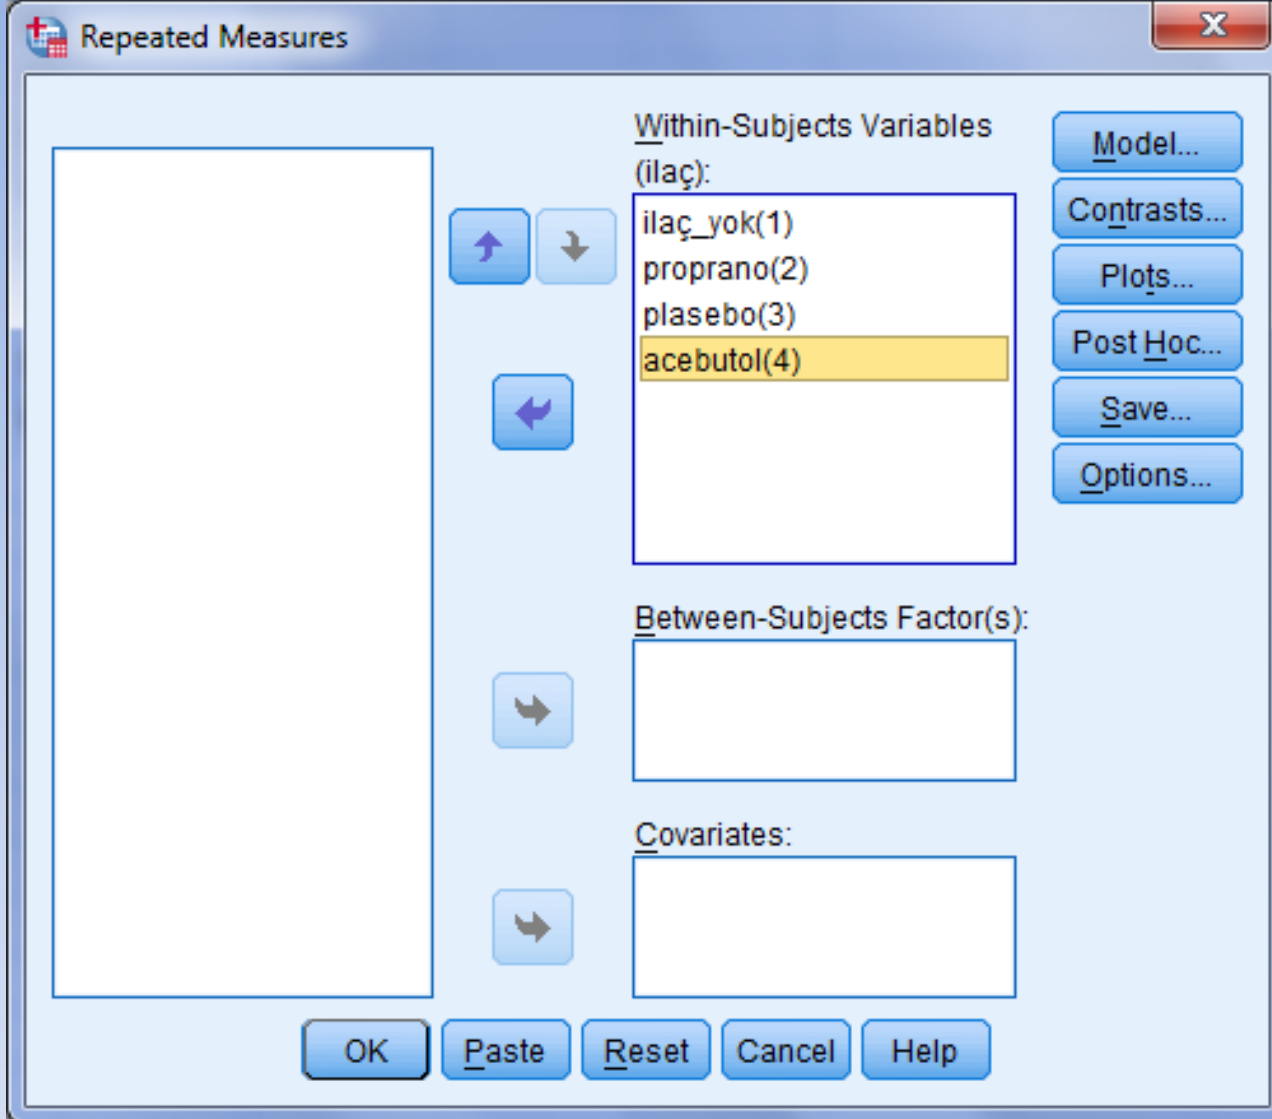 Repeated Measures
Within-Subjects Variables
(ilaç):
ilaç_yok(1)
proprano(2)
plasebo(3)
acebutol(4)
Model...
Contrasts...
Plots...
Post Hoc...
Save...
Options...
Between-Subjects Factor(s):
Covariates:
OK
Paste
Reset
Cancel
Help